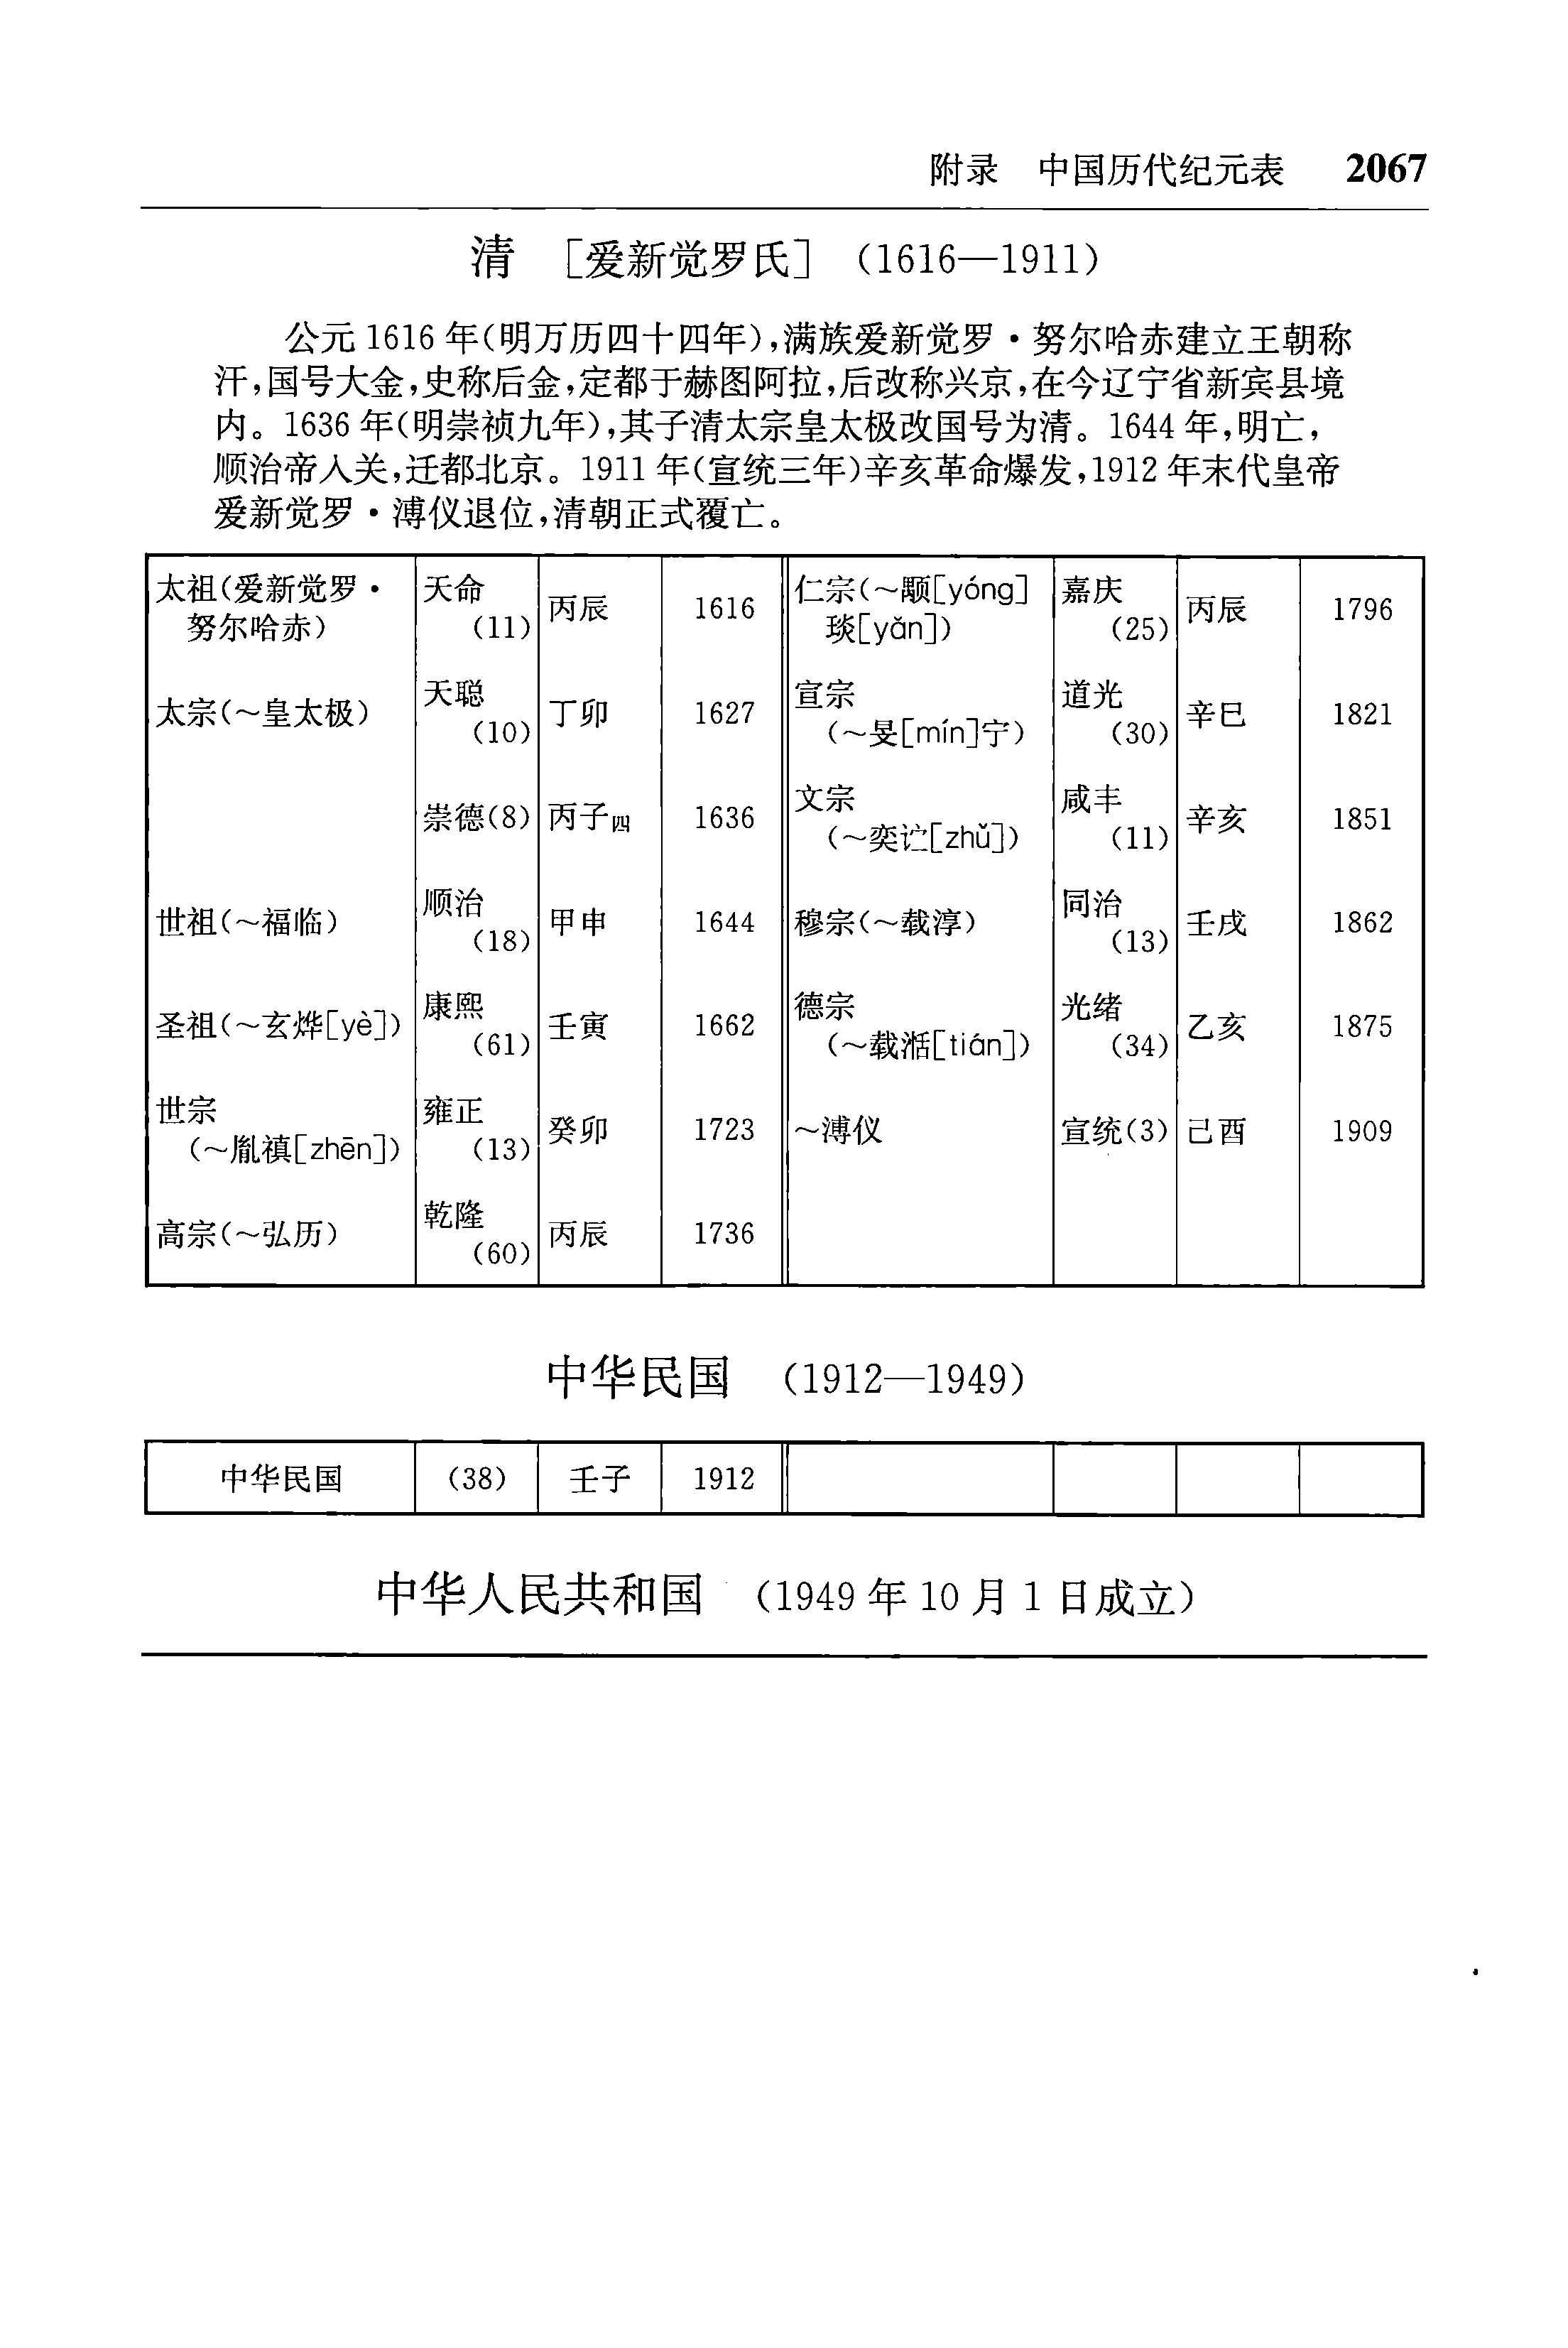 附录　中国历代纪元表　2067
清　［爱新觉罗氏］（1616—1911）
公元 1616 年(明万历四十四年),满族爱新觉罗·努尔哈赤建立王朝称
汗,国号大金,史称后金,定都于赫图阿拉,后改称兴京,在今辽宁省新宾县境
内。1636 年(明崇祯九年),其子清太宗皇太极改国号为清。1644 年,明亡,
顺治帝入关,迁都北京。1911 年(宣统三年)辛亥革命爆发,1912 年末代皇帝
爱新觉罗·溥仪退位,清朝正式覆亡。
太祖(爱新觉罗·
努尔哈赤)
天命
(11)
丙辰
1616
太宗(~皇太极)
天聪
(10)
丁卯
1627
崇德(8)
丙子四
1636
世祖(~福临)
顺治
(18)
甲申
1644
圣祖(~玄烨[yè])
康熙
(61)
壬寅
1662
世宗
(~胤禛[zhēn])
雍正
(13)
癸卯
1723
高宗(~弘历)
乾隆
(60)
丙辰
1736
仁宗(~颙[yóng]
琰[yǎn])
嘉庆
(25)
丙辰
1796
宣宗
(~旻[mín]宁)
道光
(30)
辛巳
1821
文宗
(~奕詝[zhǔ])
咸丰
(11)
辛亥
1851
穆宗(~载淳)
同治
(13)
壬戌
1862
德宗
(~载湉[tián])
光绪
(34)
乙亥
1875
~溥仪
宣统(3)
己酉
1909
中华民国　(1912—1949)
中华民国
(38)
壬子
1912
中华人民共和国　(1949 年 10 月 1 日成立)